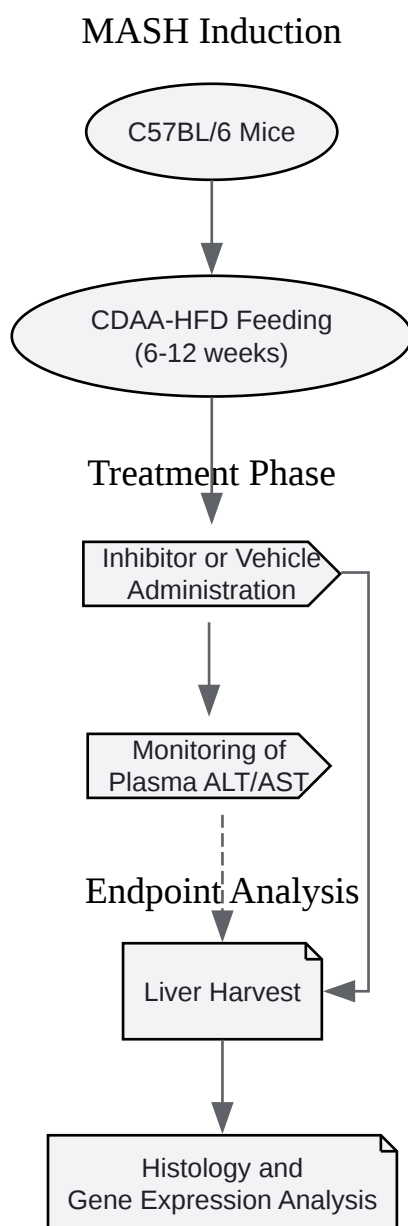 MASH Induction
C57BL/6 Mice
CDAA-HFD Feeding
(6-12 weeks)
Treatment Phase
Inhibitor or Vehicle
Administration
Monitoring of
Plasma ALT/AST
Endpoint Analysis
Liver Harvest
Histology and
Gene Expression Analysis